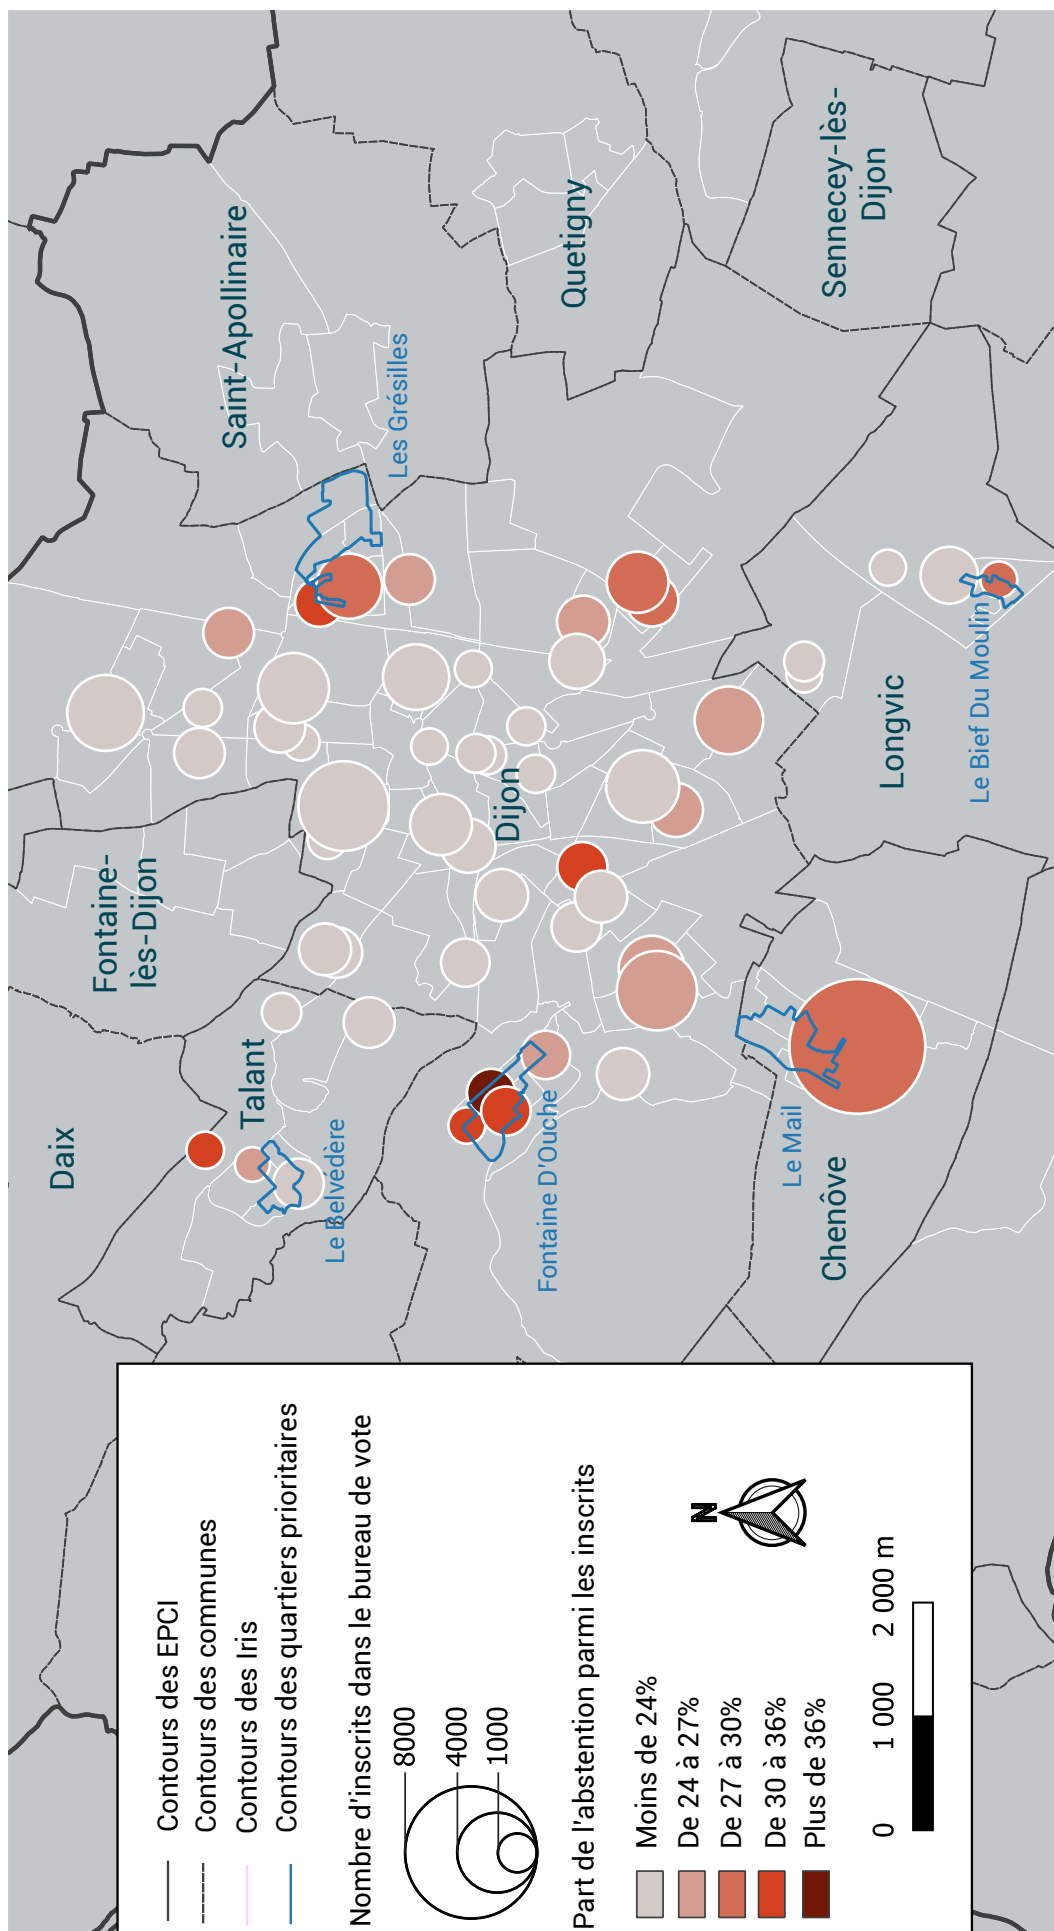 Contours des EPCI
Contours des communes
Contours des Iris
Contours des quartiers prioritaires
Nombre d'inscrits dans le bureau de vote
8000
4000
1000
Part de l'abstention parmi les inscrits
Moins de 24%
De 24 à 27%
De 27 à 30%
De 30 à 36%
Plus de 36%
N
0
1 000
2 000 m
Daix
Fontaine-
lès-Dijon
Saint-Apollinaire
Talant
Le Belvédère
Les Grésilles
Dijon
Quetigny
Fontaine D'Ouche
Le Mail
Chenôve
Sennecey-lès-
Dijon
Longvic
Le Bief Du Moulin